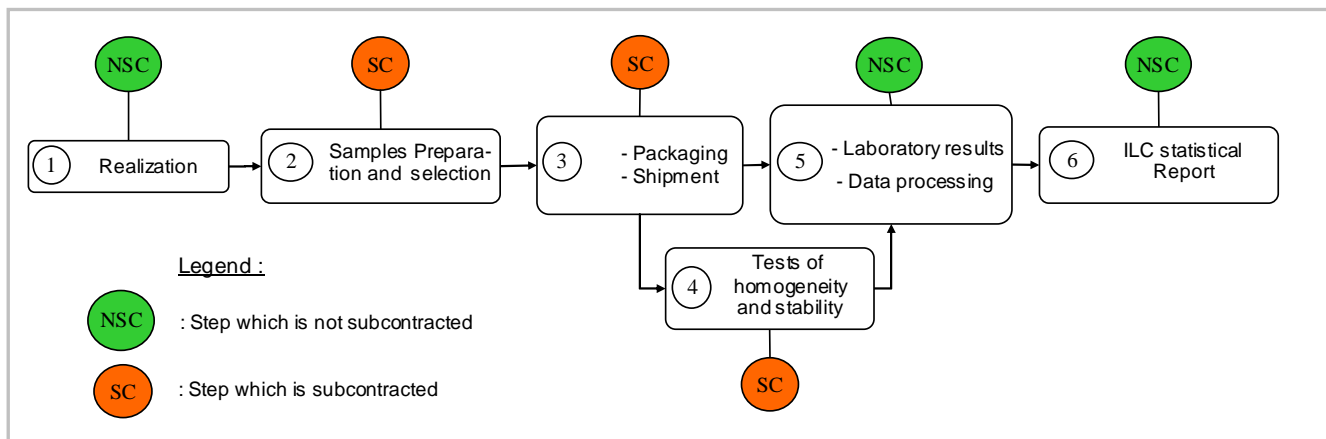 NSC
SC
SC
NSC
NSC
1
Realization
2
Samples Prepara-
tion and selection
3
- Packaging
- Shipment
5
- Laboratory results
- Data processing
6
ILC statistical
Report
4
Tests of
homogeneity
and stability
SC
Legend :
NSC
: Step which is not subcontracted
SC
: Step which is subcontracted